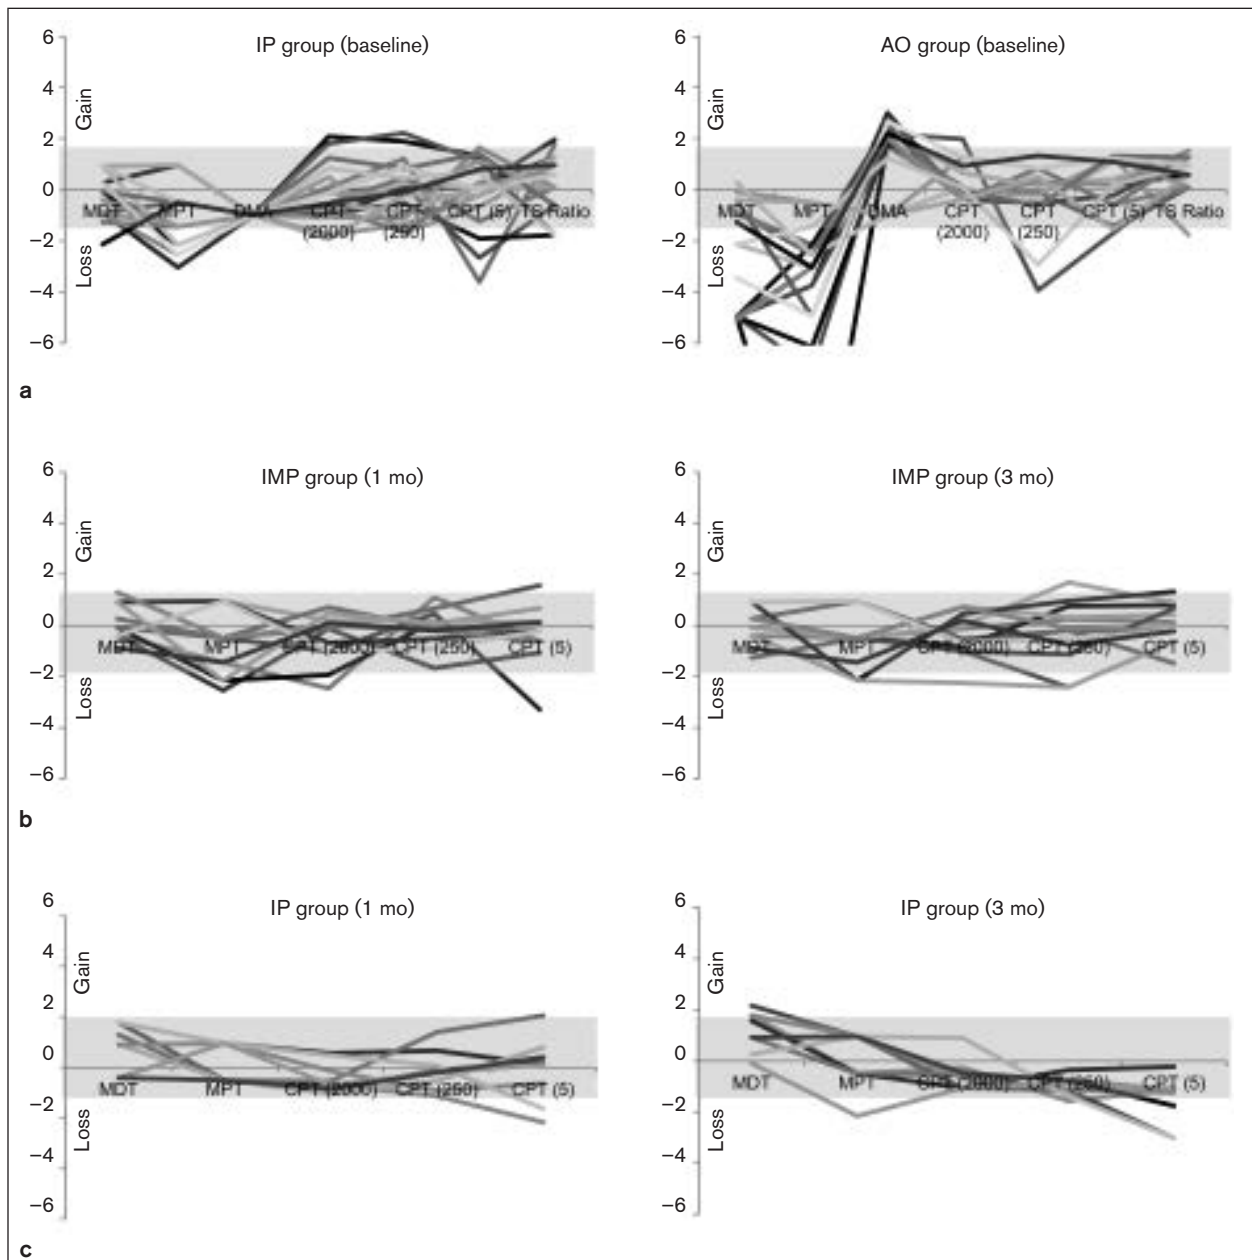 IP group (baseline)
6
4
2
0
−2
−4
−6
Gain
Loss
MDT
MPT
DMA
CPT
(2000)
CPT
(250)
CPT (5)
TS Ratio
AO group (baseline)
6
4
2
0
−2
−4
−6
Gain
Loss
MDT
MPT
DMA
CPT
(2000)
CPT
(250)
CPT (5)
TS Ratio
a
IMP group (1 mo)
6
4
2
0
−2
−4
−6
Gain
Loss
MDT
MPT
CPT (2000)
CPT (250)
CPT (5)
IMP group (3 mo)
6
4
2
0
−2
−4
−6
Gain
Loss
MDT
MPT
CPT (2000)
CPT (250)
CPT (5)
b
IP group (1 mo)
6
4
2
0
−2
−4
−6
Gain
Loss
MDT
MPT
CPT (2000)
CPT (250)
CPT (5)
IP group (3 mo)
6
4
2
0
−2
−4
−6
Gain
Loss
MDT
MPT
CPT (2000)
CPT (250)
CPT (5)
c